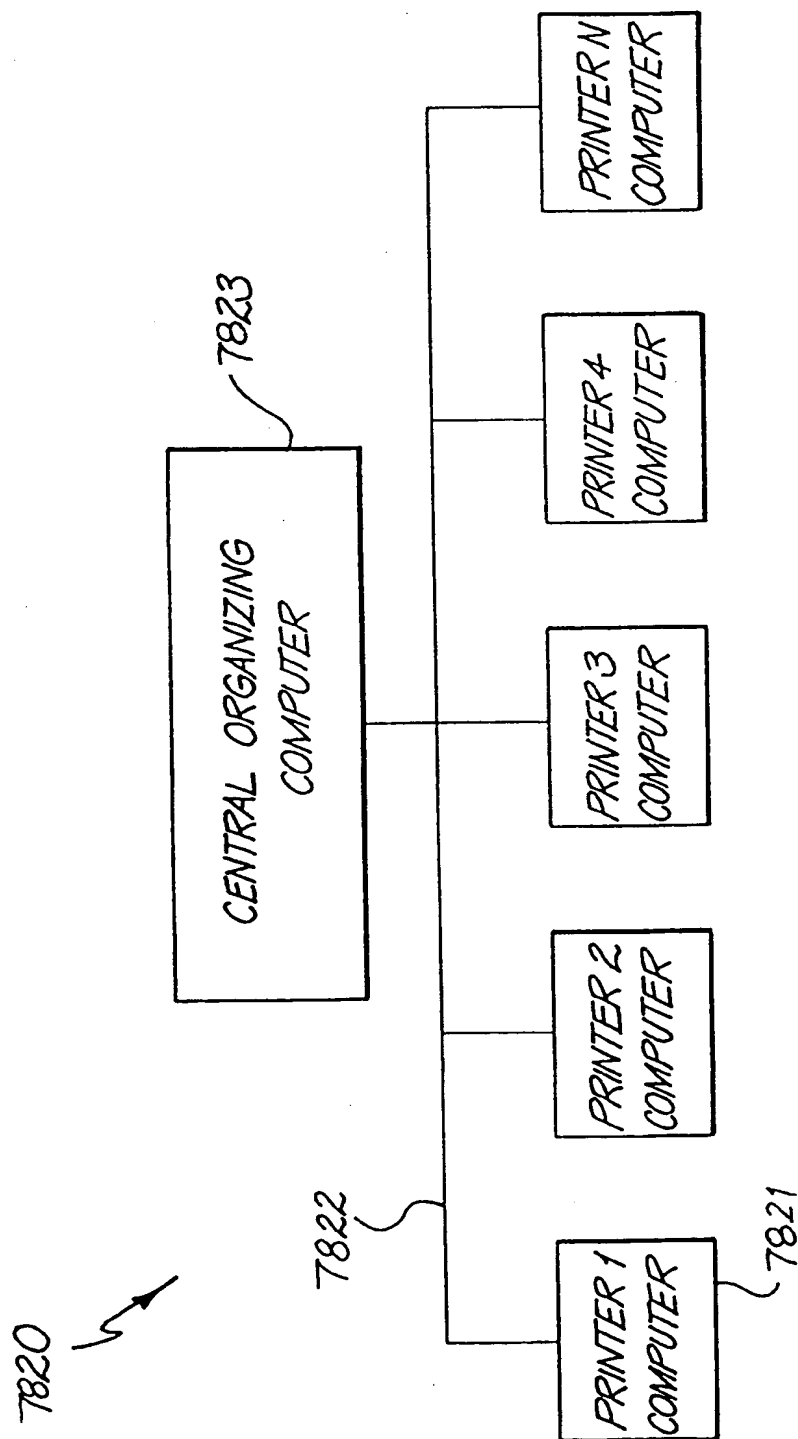 7820
7823
CENTRAL ORGANIZING
COMPUTER
7822
PRINTER 1
COMPUTER
PRINTER 2
COMPUTER
PRINTER 3
COMPUTER
PRINTER 4
COMPUTER
PRINTER N
COMPUTER
7821